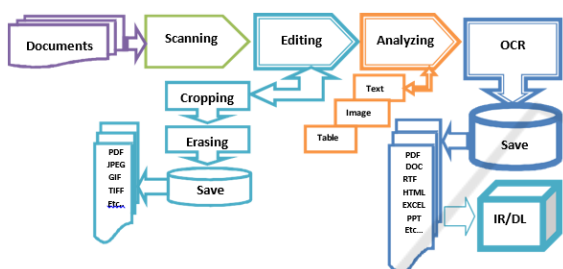 Documents
Scanning
Editing
Analyzing
OCR
Cropping
Erasing
Save
PDF
JPEG
GIF
TIFF
Etc...
Text
Image
Table
Save
PDF
DOC
RTF
HTML
EXCEL
PPT
Etc...
IR/DL